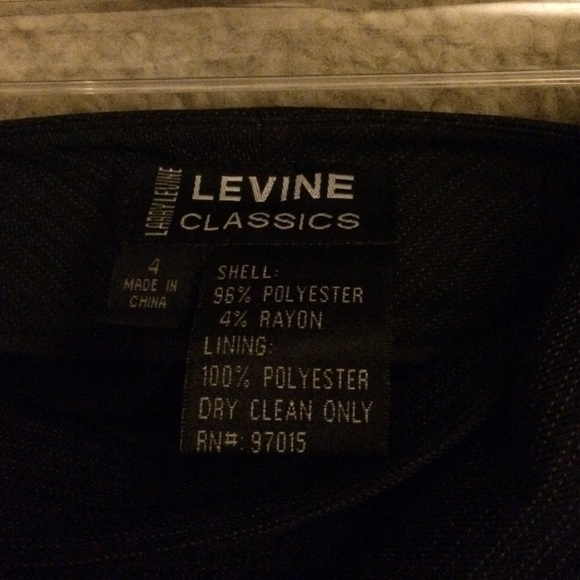 LARRY LEVINE
LEVINE
CLASSICS
4
MADE IN
CHINA
SHELL:
96% POLYESTER
4% RAYON
LINING:
100% POLYESTER
DRY CLEAN ONLY
RN#: 97015